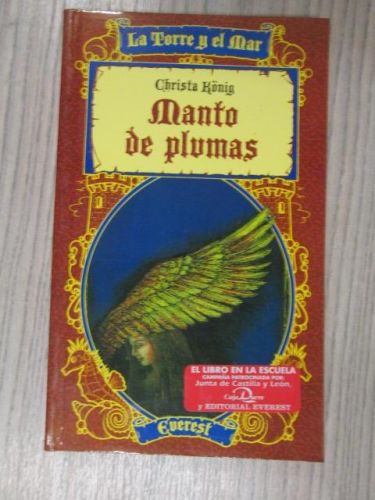 La Torre y el Mar
Christa König
Manto
de plumas
EL LIBRO EN LA ESCUELA
CAMPAÑA PATROCINADA POR:
Junta de Castilla y León,
Caja Duero
y EDITORIAL EVEREST
Everest